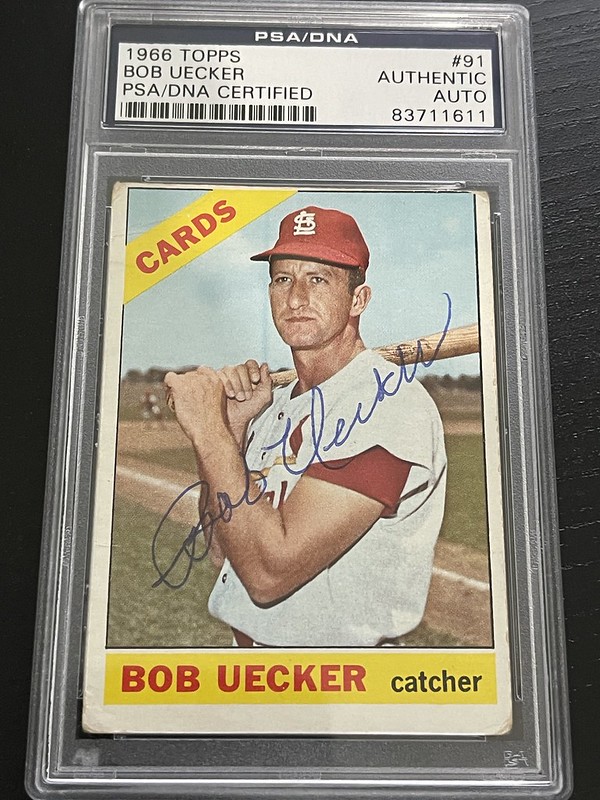 PSA/DNA
1966 TOPPS #91
BOB UECKER AUTHENTIC
PSA/DNA CERTIFIED AUTO
83711611
CARDS
STL
Bob Uecker
BOB UECKER catcher